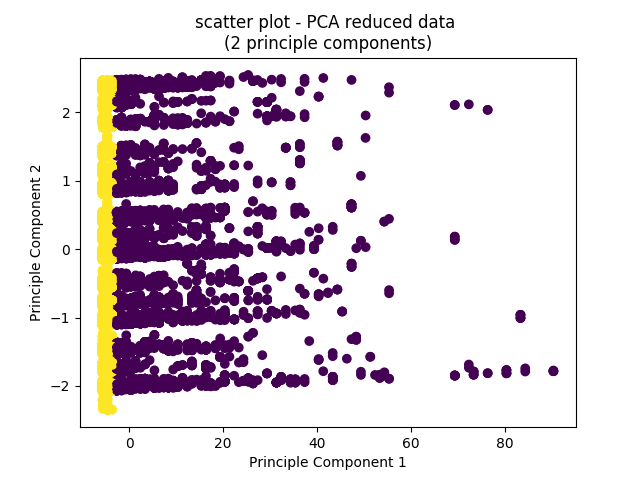 scatter plot - PCA reduced data
(2 principle components)
Principle Component 2
2
1
0
−1
−2
0 20 40 60 80
Principle Component 1